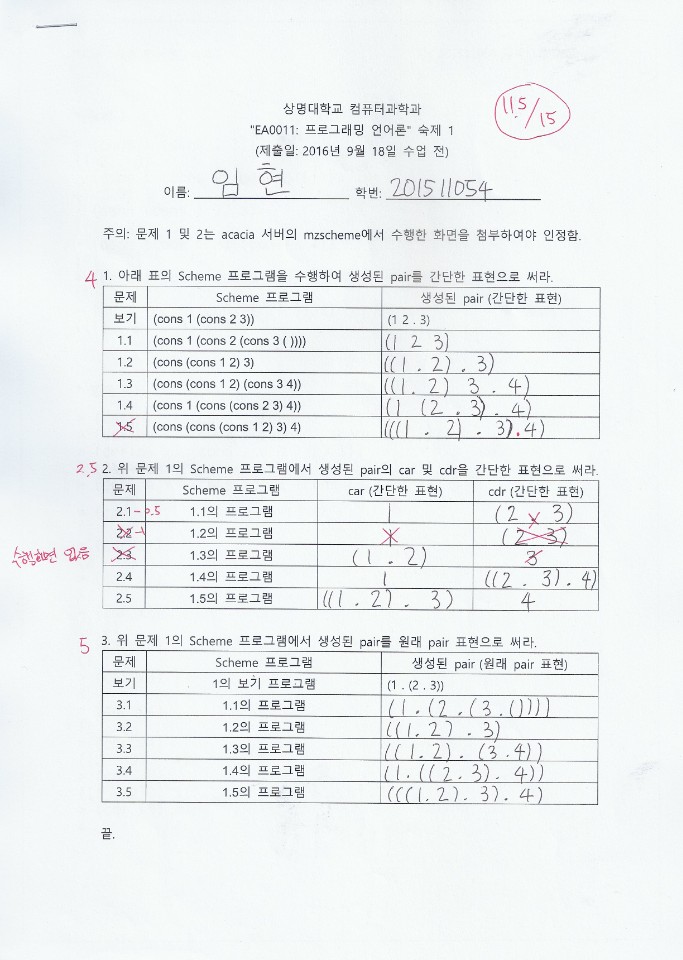 상명대학교 컴퓨터과학과
11.5/15
"EA0011: 프로그래밍 언어론" 숙제 1
(제출일: 2016년 9월 18일 수업 전)
이름: 임 현 학번: 201511054
주의: 문제 1 및 2는 acacia 서버의 mzscheme에서 수행한 화면을 첨부하여야 인정함.
4 1. 아래 표의 Scheme 프로그램을 수행하여 생성된 pair를 간단한 표현으로 써라.
문제 Scheme 프로그램 생성된 pair (간단한 표현)
보기 (cons 1 (cons 2 3)) (1 2 . 3)
1.1 (cons 1 (cons 2 (cons 3 ( )))) (1 2 3)
1.2 (cons (cons 1 2) 3) ((1 . 2) . 3)
1.3 (cons (cons 1 2) (cons 3 4)) ((1 . 2) 3 . 4)
1.4 (cons 1 (cons (cons 2 3) 4)) (1 (2 . 3) . 4)
1.5 (cons (cons (cons 1 2) 3) 4) (((1 . 2) . 3) . 4)
2.5 2. 위 문제 1의 Scheme 프로그램에서 생성된 pair의 car 및 cdr을 간단한 표현으로 써라.
문제 Scheme 프로그램 car (간단한 표현) cdr (간단한 표현)
2.1 -0.5 1.1의 프로그램 1 (2 3)
2.2 -1 1.2의 프로그램 (2 3)
수행화면 없음 2.3 1.3의 프로그램 (1 . 2) 3
2.4 1.4의 프로그램 1 ((2 . 3) . 4)
2.5 1.5의 프로그램 ((1 . 2) . 3) 4
5 3. 위 문제 1의 Scheme 프로그램에서 생성된 pair를 원래 pair 표현으로 써라.
문제 Scheme 프로그램 생성된 pair (원래 pair 표현)
보기 1의 보기 프로그램 (1 . (2 . 3))
3.1 1.1의 프로그램 (1 . (2 . (3 . ())))
3.2 1.2의 프로그램 ((1 . 2) . 3)
3.3 1.3의 프로그램 ((1 . 2) . (3 . 4))
3.4 1.4의 프로그램 (1 . ((2 . 3) . 4))
3.5 1.5의 프로그램 (((1 . 2) . 3) . 4)
끝.